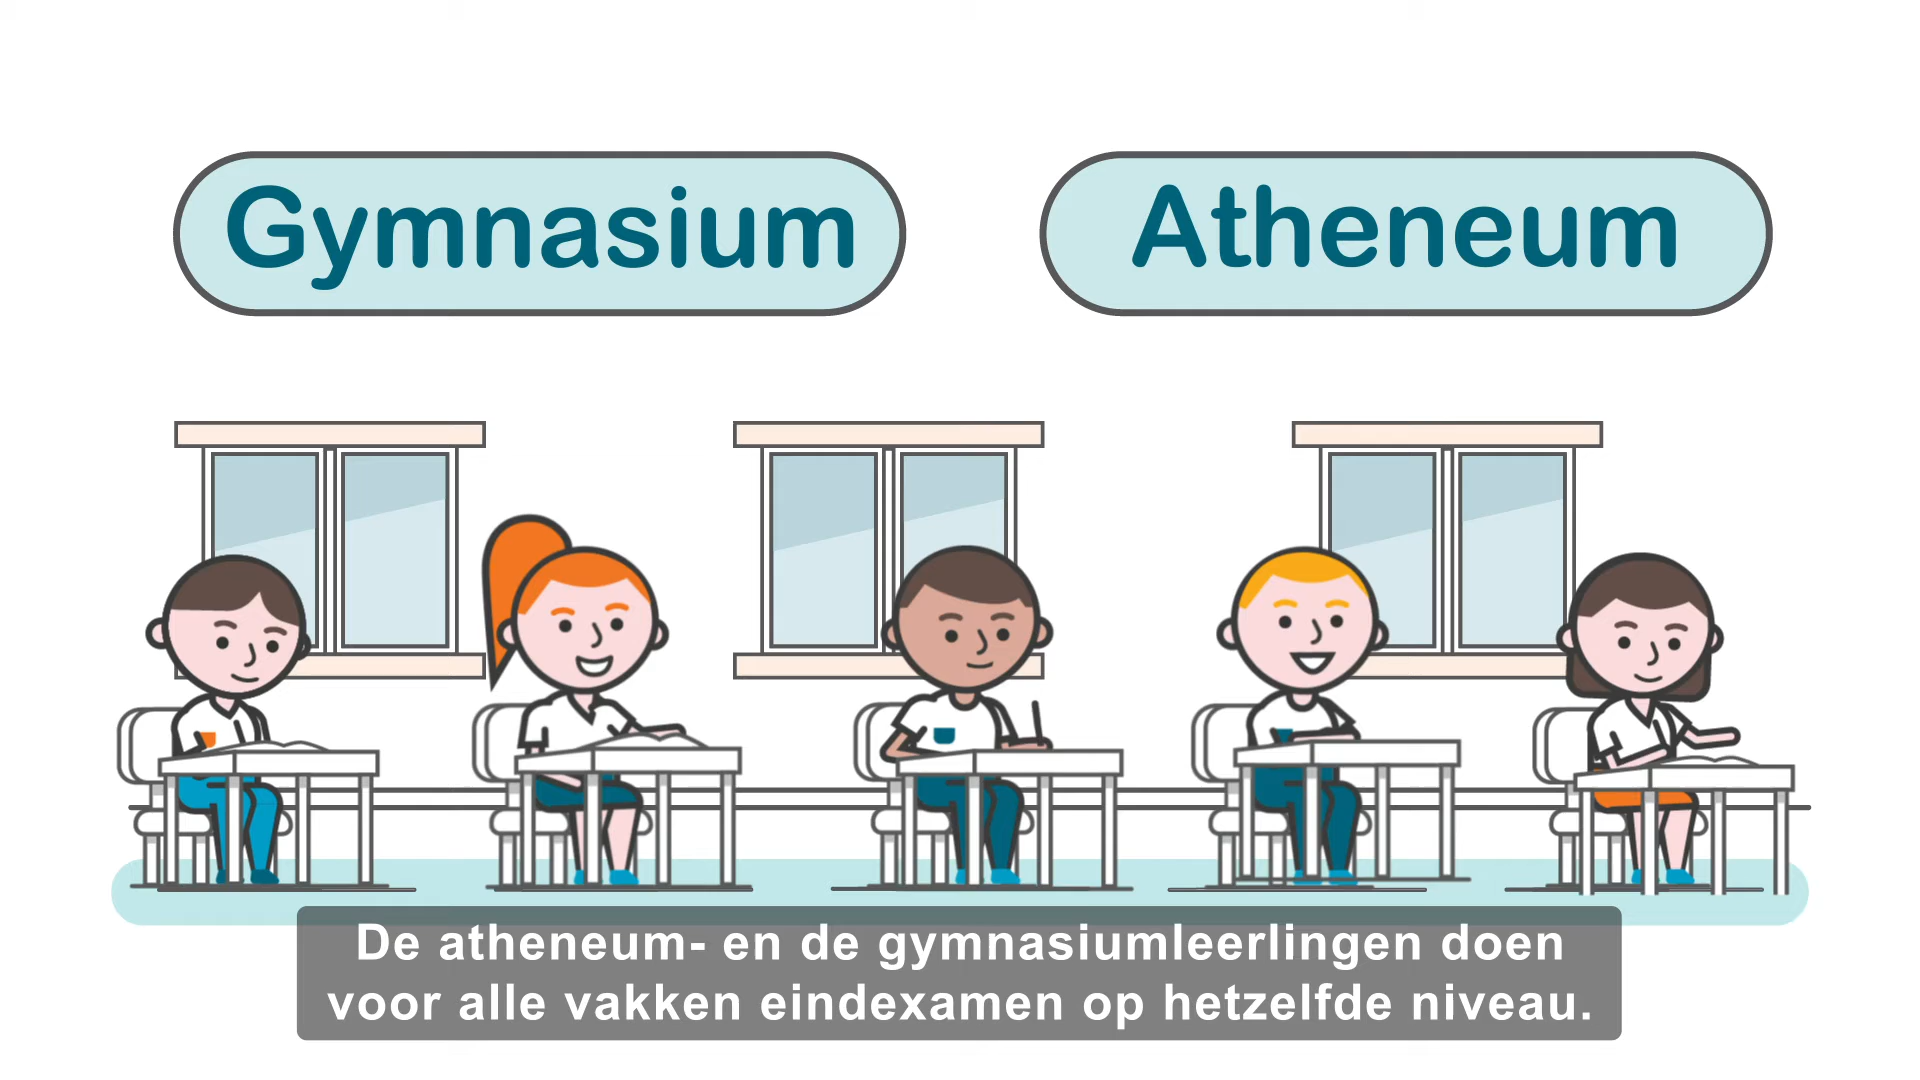 Gymnasium
Atheneum
De atheneum- en de gymnasiumleerlingen doen
voor alle vakken eindexamen op hetzelfde niveau.